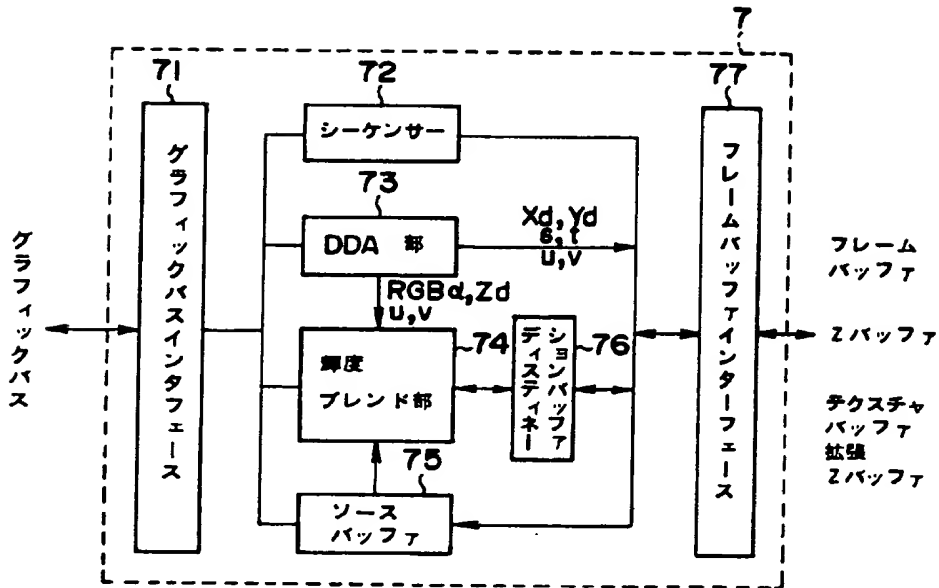 7
71
グラフィックバスインタフェース
グラフィックバス
72
シーケンサー
73
DDA 部
Xd, Yd
s, t
u, v
RGBα, Zd
u, v
74
輝度
ブレンド部
75
ソース
バッファ
76
ディスティネー
ションバッファ
77
フレームバッファインターフェース
フレーム
バッファ
Zバッファ
テクスチャ
バッファ
拡張
Zバッファ